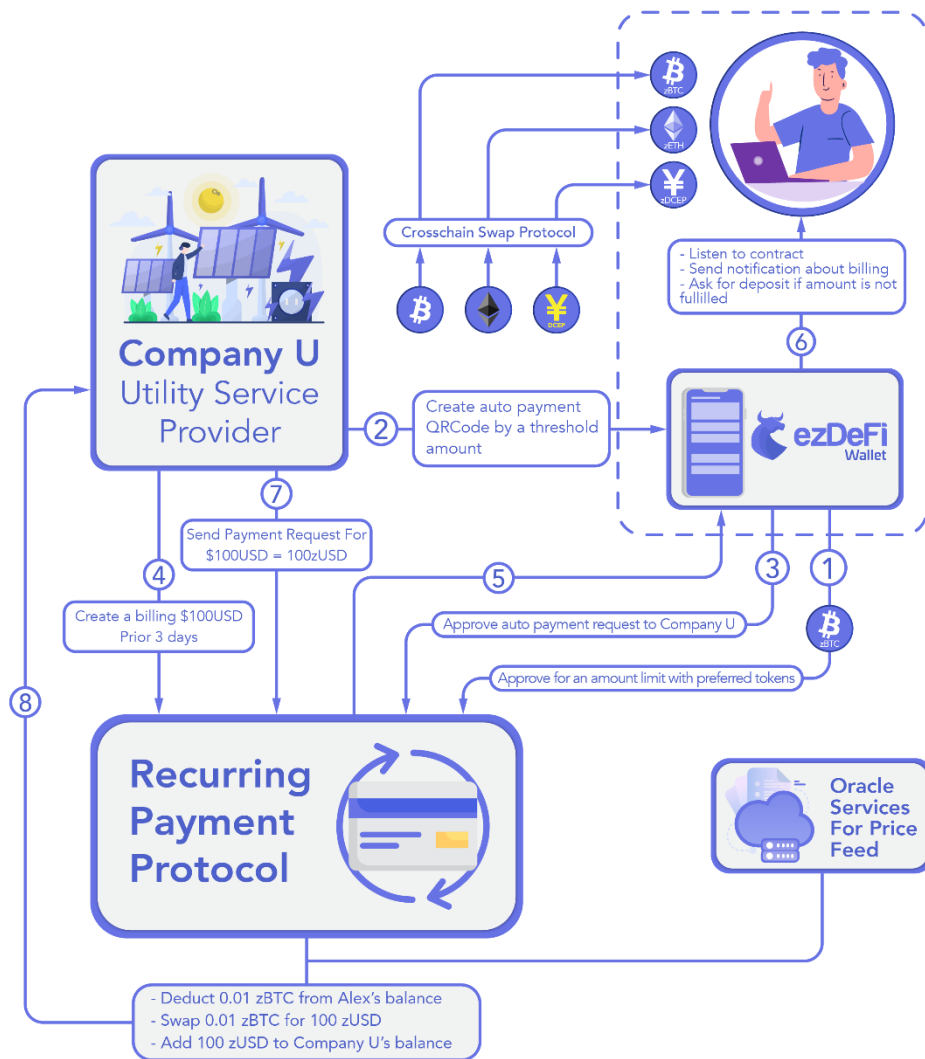 zBTC
zETH
zDCEP
Crosschain Swap Protocol
DCEP
- Listen to contract
- Send notification about billing
- Ask for deposit if amount is not
fullilled
6
Company U
Utility Service
Provider
2
Create auto payment
QRCode by a threshold
amount
ezDeFi
Wallet
7
Send Payment Request For
$100USD = 100zUSD
4
Create a billing $100USD
Prior 3 days
5
3
1
zBTC
Approve auto payment request to Company U
Approve for an amount limit with preferred tokens
8
Recurring
Payment
Protocol
Oracle
Services
For Price
Feed
- Deduct 0.01 zBTC from Alex's balance
- Swap 0.01 zBTC for 100 zUSD
- Add 100 zUSD to Company U's balance